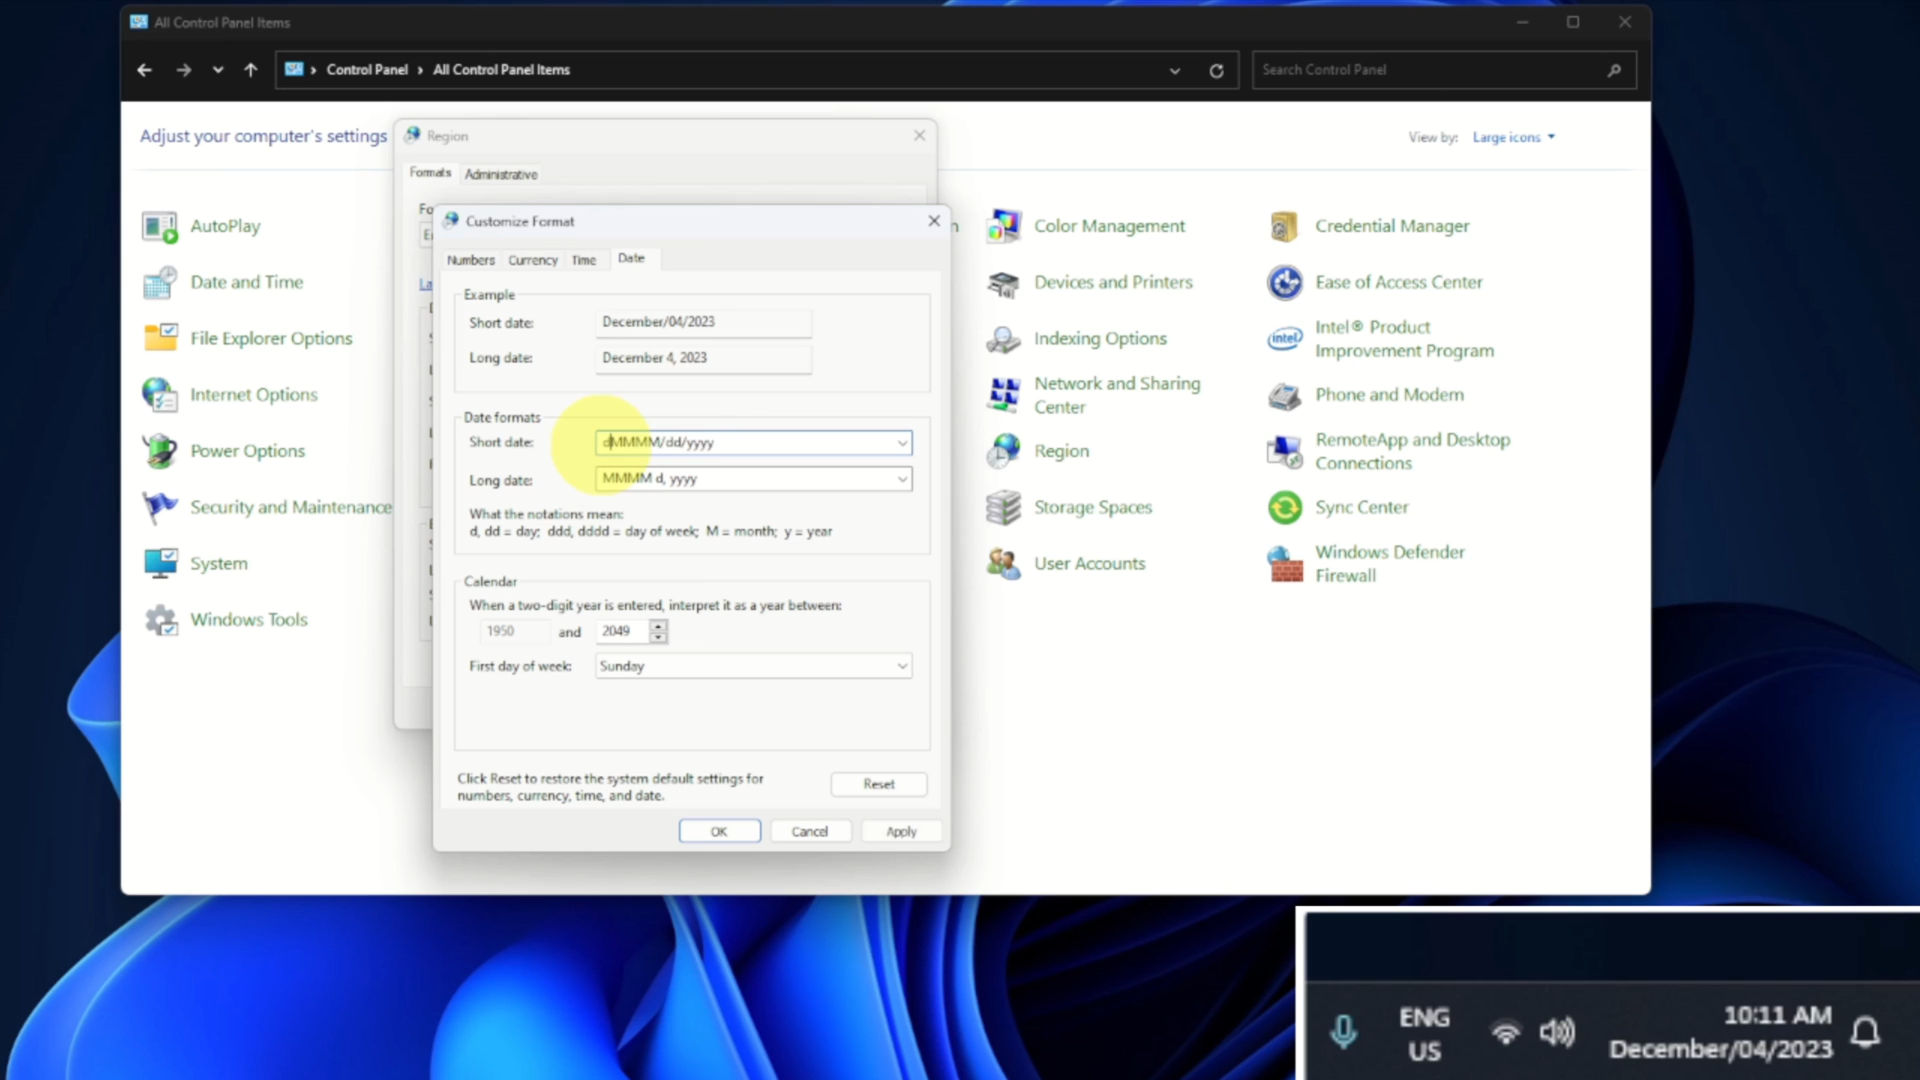 All Control Panel Items
Control Panel › All Control Panel Items
Search Control Panel
Adjust your computer's settings
View by: Large icons
AutoPlay
Date and Time
File Explorer Options
Internet Options
Power Options
Security and Maintenance
System
Windows Tools
Region
Formats Administrative
Customize Format
Numbers Currency Time Date
Example
Short date: December/04/2023
Long date: December 4, 2023
Date formats
Short date: dMMMM/dd/yyyy
Long date: MMMM d, yyyy
What the notations mean:
d, dd = day; ddd, dddd = day of week; M = month; y = year
Calendar
When a two-digit year is entered, interpret it as a year between:
1950 and 2049
First day of week: Sunday
Click Reset to restore the system default settings for
numbers, currency, time, and date.
Reset
OK Cancel Apply
Color Management
Devices and Printers
Indexing Options
Network and Sharing
Center
Region
Storage Spaces
User Accounts
Credential Manager
Ease of Access Center
intel
Intel® Product
Improvement Program
Phone and Modem
RemoteApp and Desktop
Connections
Sync Center
Windows Defender
Firewall
ENG
US
10:11 AM
December/04/2023